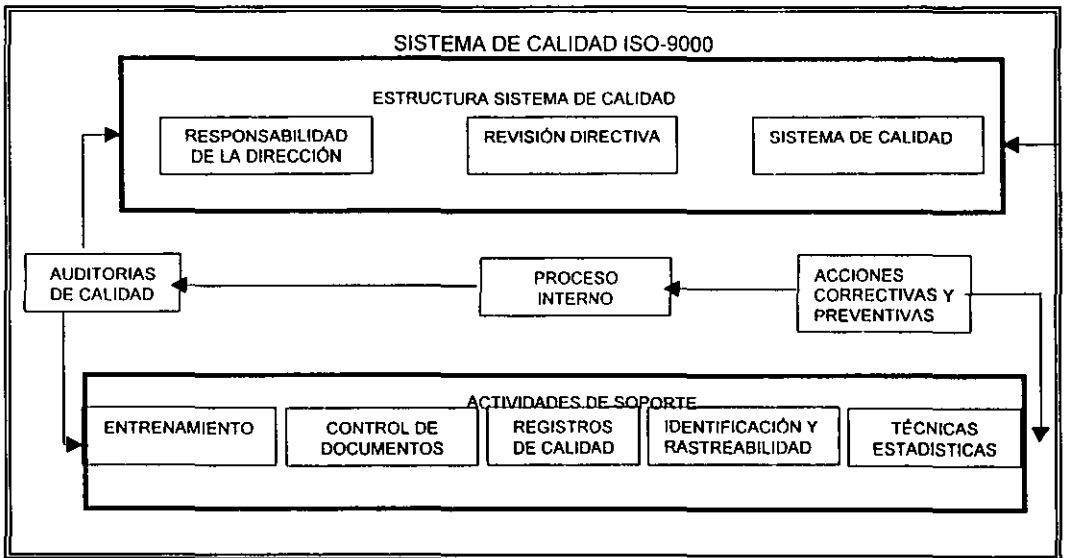 SISTEMA DE CALIDAD ISO-9000
ESTRUCTURA SISTEMA DE CALIDAD
RESPONSABILIDAD
DE LA DIRECCIÓN
REVISIÓN DIRECTIVA
SISTEMA DE CALIDAD
AUDITORIAS
DE CALIDAD
PROCESO
INTERNO
ACCIONES
CORRECTIVAS Y
PREVENTIVAS
ACTIVIDADES DE SOPORTE
ENTRENAMIENTO
CONTROL DE
DOCUMENTOS
REGISTROS
DE CALIDAD
IDENTIFICACIÓN Y
RASTREABILIDAD
TÉCNICAS
ESTADISTICAS